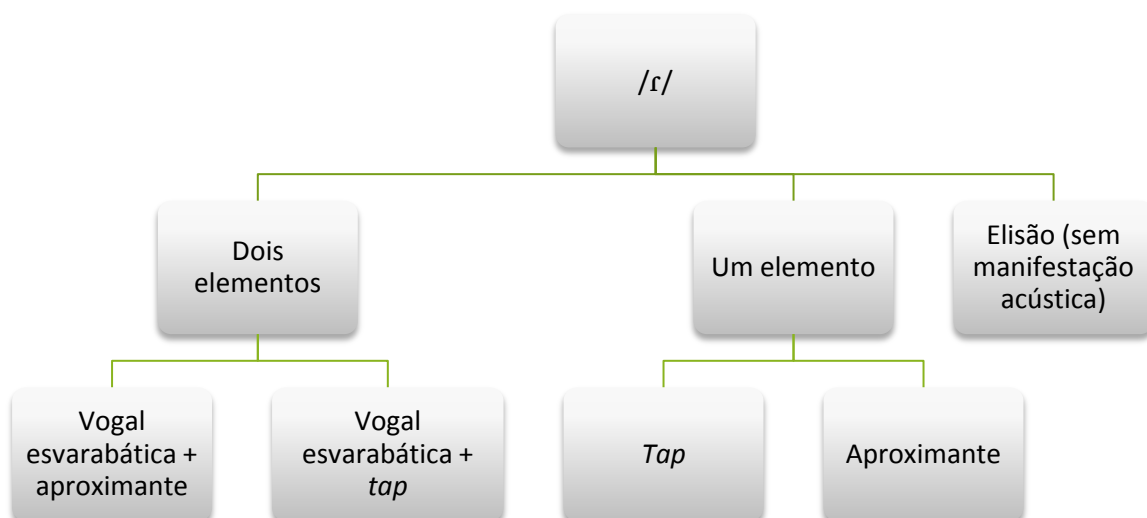 /ɾ/
Dois
elementos
Um elemento
Elisão (sem
manifestação
acústica)
Vogal
esvarabática +
aproximante
Vogal
esvarabática +
tap
Tap
Aproximante